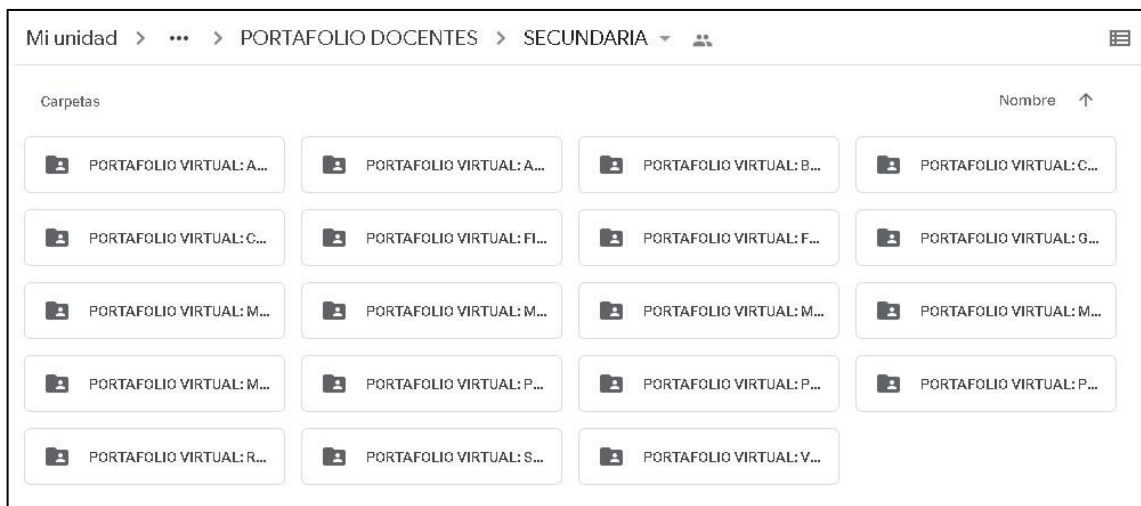 Mi unidad > ••• > PORTAFOLIO DOCENTES > SECUNDARIA
Carpetas Nombre ↑
PORTAFOLIO VIRTUAL: A... PORTAFOLIO VIRTUAL: A... PORTAFOLIO VIRTUAL: B... PORTAFOLIO VIRTUAL: C...
PORTAFOLIO VIRTUAL: C... PORTAFOLIO VIRTUAL: FI... PORTAFOLIO VIRTUAL: F... PORTAFOLIO VIRTUAL: G...
PORTAFOLIO VIRTUAL: M... PORTAFOLIO VIRTUAL: M... PORTAFOLIO VIRTUAL: M... PORTAFOLIO VIRTUAL: M...
PORTAFOLIO VIRTUAL: M... PORTAFOLIO VIRTUAL: P... PORTAFOLIO VIRTUAL: P... PORTAFOLIO VIRTUAL: P...
PORTAFOLIO VIRTUAL: R... PORTAFOLIO VIRTUAL: S... PORTAFOLIO VIRTUAL: V...